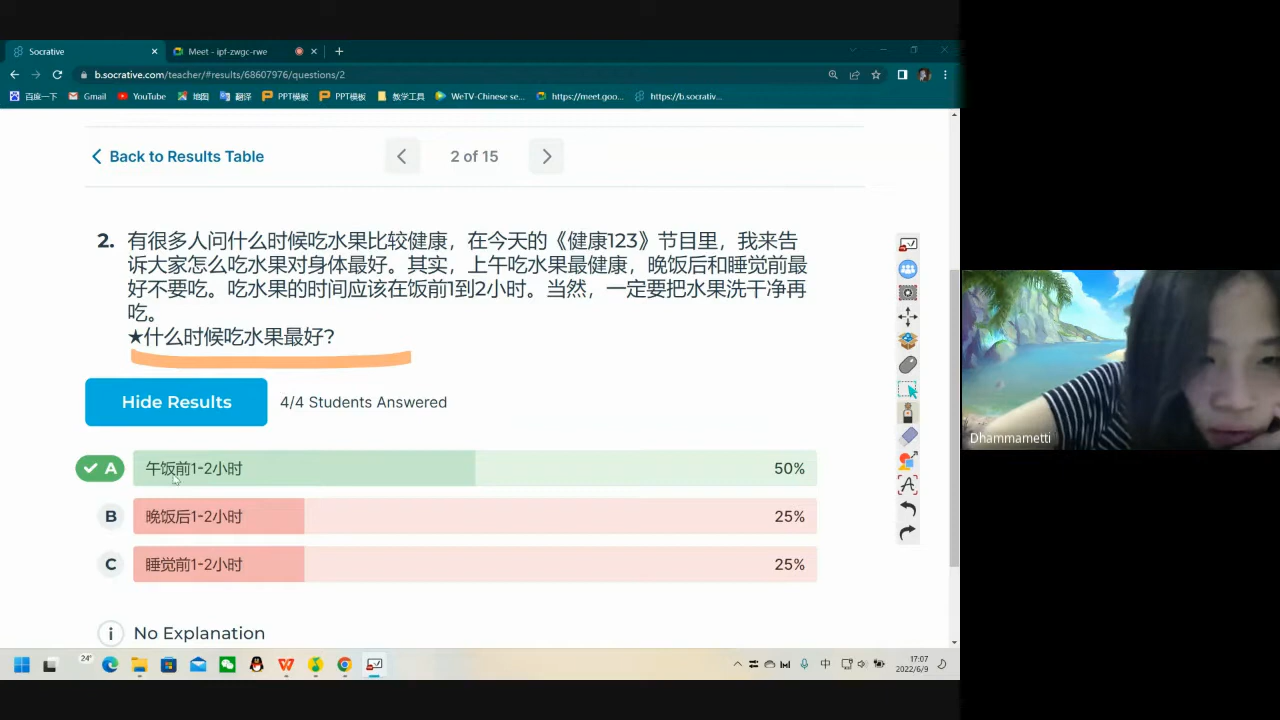 Socrative
Meet - ipf-zwgc-rwe
b.socrative.com/teacher/#results/68607976/questions/2
百度一下
Gmail
YouTube
地图
翻译
PPT模板
PPT模板
教学工具
WeTV-Chinese se...
https://meet.goo...
https://b.socrativ...
Back to Results Table
2 of 15
2. 有很多人问什么时候吃水果比较健康，在今天的《健康123》节目里，我来告
诉大家怎么吃水果对身体最好。其实，上午吃水果最健康，晚饭后和睡觉前最
好不要吃。吃水果的时间应该在饭前1到2小时。当然，一定要把水果洗干净再
吃。
★什么时候吃水果最好?
Hide Results
4/4 Students Answered
A 午饭前1-2小时 50%
B 晚饭后1-2小时 25%
C 睡觉前1-2小时 25%
No Explanation
Dhammametti
24°
中
17:07
2022/6/9